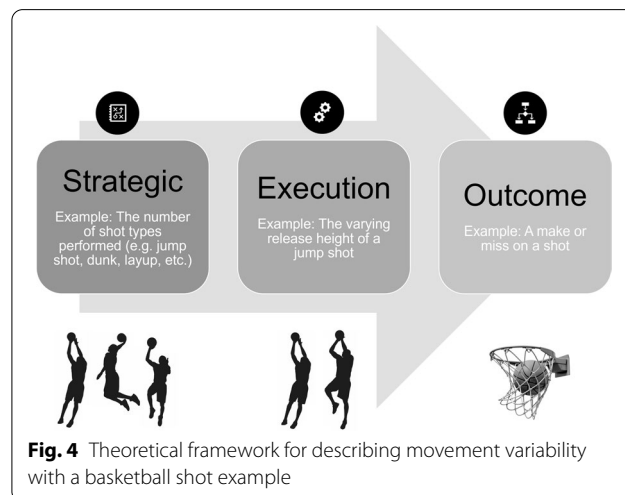 Strategic
Example: The number
of shot types
performed (e.g. jump
shot, dunk, layup, etc.)
Execution
Example: The varying
release height of a
jump shot
Outcome
Example: A make or
miss on a shot
Fig. 4 Theoretical framework for describing movement variability
with a basketball shot example